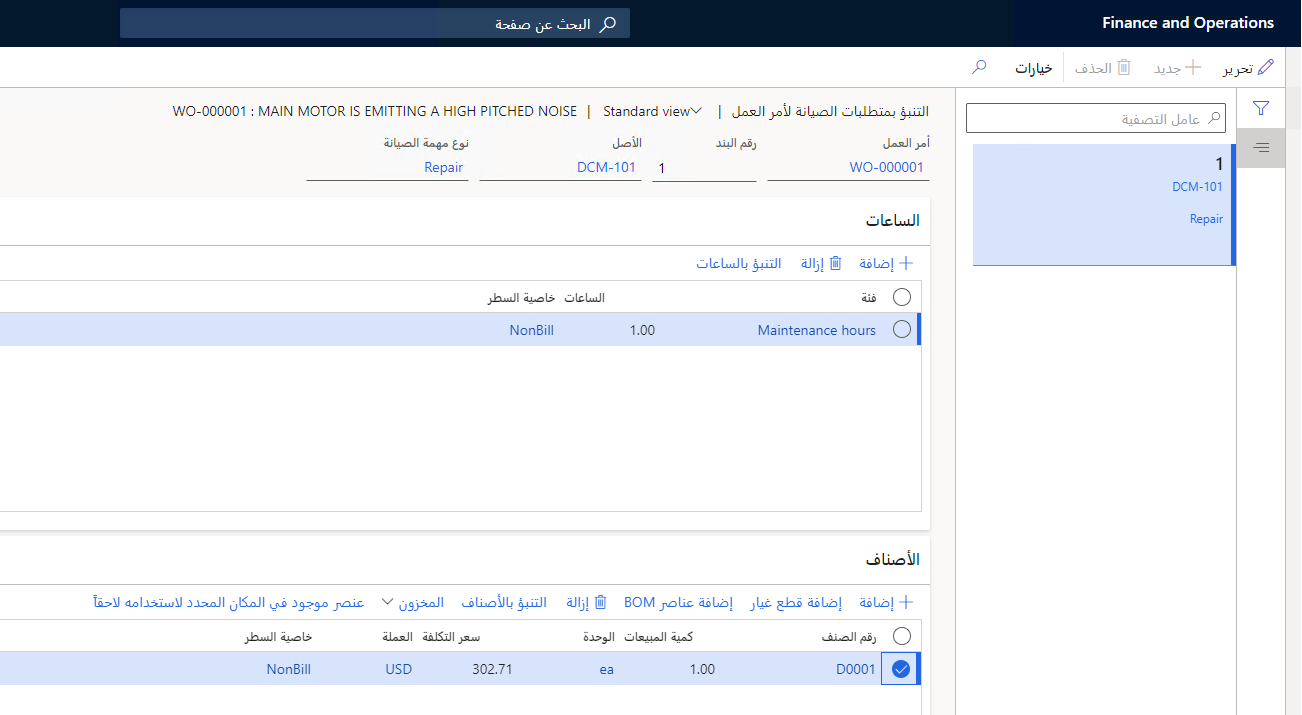 Finance and Operations
البحث عن صفحة
تحرير
جديد
الحذف
خيارات
عامل التصفية
1
DCM-101
Repair
التنبؤ بمتطلبات الصيانة لأمر العمل | Standard view | WO-000001 : MAIN MOTOR IS EMITTING A HIGH PITCHED NOISE
أمر العمل رقم البند الأصل نوع مهمة الصيانة
WO-000001 1 DCM-101 Repair
الساعات
إضافة إزالة التنبؤ بالساعات
فئة الساعات خاصية السطر
Maintenance hours 1.00 NonBill
الأصناف
إضافة إضافة قطع غيار إضافة عناصر BOM إزالة التنبؤ بالأصناف المخزون عنصر موجود في المكان المحدد لاستخدامه لاحقاً
رقم الصنف كمية المبيعات الوحدة سعر التكلفة العملة خاصية السطر
D0001 1.00 ea 302.71 USD NonBill